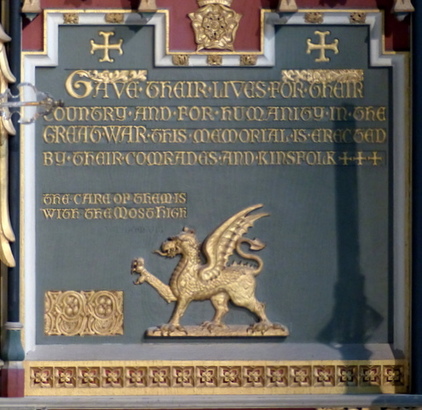 GAVE · THEIR · LIVES · FOR · THEIR
COUNTRY · AND · FOR · HUMANITY · IN · THE
GREAT · WAR · THIS · MEMORIAL · IS · ERECTED
BY · THEIR · COMRADES · AND · KINSFOLK +++
THE CARE OF THEM IS
WITH THE MOST HIGH